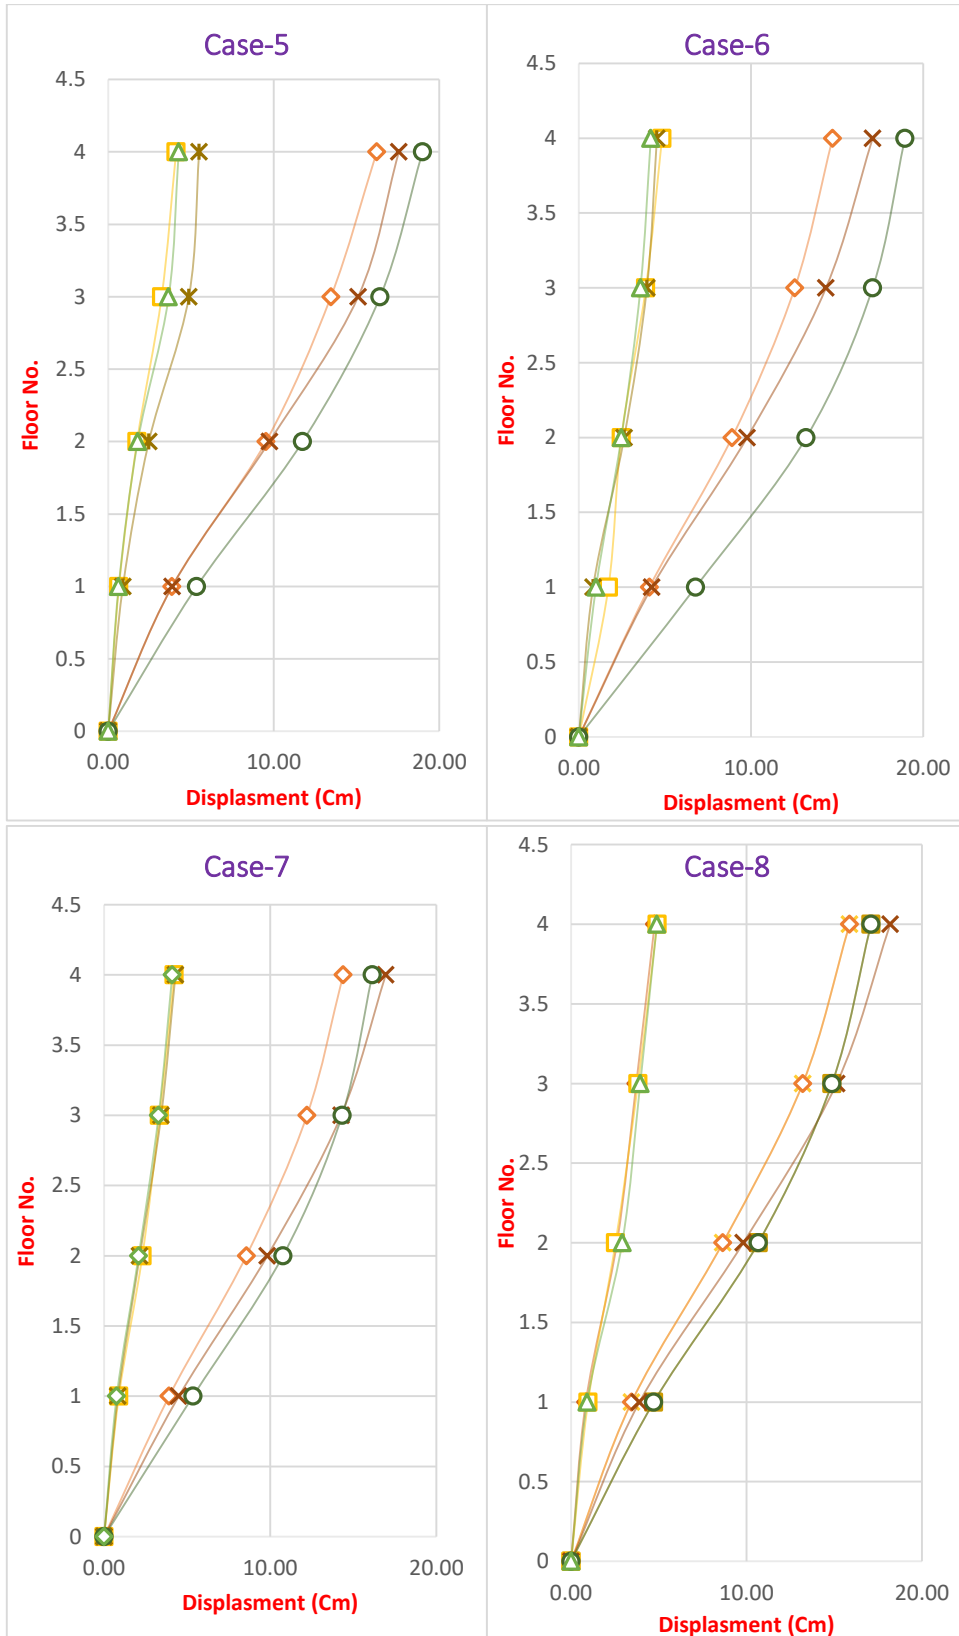 Case-5
4.5
4
3.5
3
2.5
2
1.5
1
0.5
0
Floor No.
0.00 10.00 20.00
Displasment (Cm)
Case-6
4.5
4
3.5
3
2.5
2
1.5
1
0.5
0
Floor No.
0.00 10.00 20.00
Displasment (Cm)
Case-7
4.5
4
3.5
3
2.5
2
1.5
1
0.5
0
Floor No.
0.00 10.00 20.00
Displasment (Cm)
Case-8
4.5
4
3.5
3
2.5
2
1.5
1
0.5
0
Floor No.
0.00 10.00 20.00
Displasment (Cm)